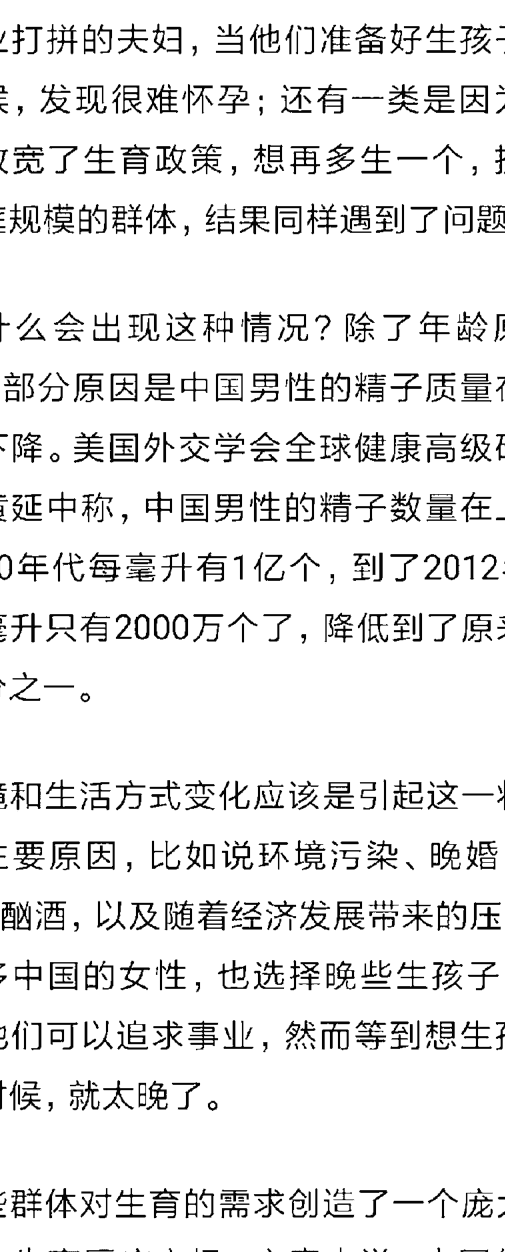 打拼的夫妇，当他们准备好生孩子
，发现很难怀孕；还有一类是因为
宽了生育政策，想再多生一个，扩
规模的群体，结果同样遇到了问题
什么会出现这种情况？除了年龄原
部分原因是中国男性的精子质量在
下降。美国外交学会全球健康高级研
黄延中称，中国男性的精子数量在上
0年代每毫升有1亿个，到了2012年
毫升只有2000万个了，降低到了原来
分之一。
境和生活方式变化应该是引起这一状
主要原因，比如说环境污染、晚婚
酗酒，以及随着经济发展带来的压
多中国的女性，也选择晚些生孩子
他们可以追求事业，然而等到想生孩
时候，就太晚了。
些群体对生育的需求创造了一个庞大